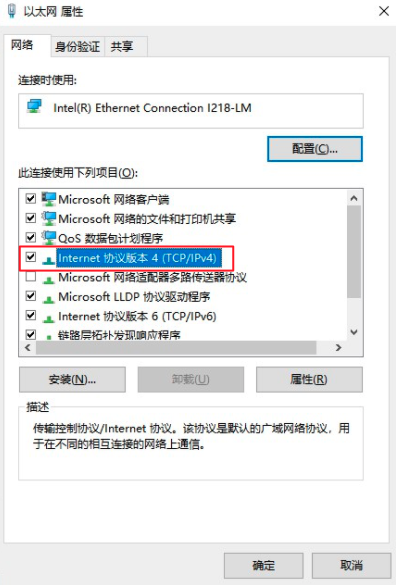 以太网 属性
网络 身份验证 共享
连接时使用:
Intel(R) Ethernet Connection I218-LM
配置(C)...
此连接使用下列项目(O):
Microsoft 网络客户端
Microsoft 网络的文件和打印机共享
QoS 数据包计划程序
Internet 协议版本 4 (TCP/IPv4)
Microsoft 网络适配器多路传送器协议
Microsoft LLDP 协议驱动程序
Internet 协议版本 6 (TCP/IPv6)
链路层拓扑发现响应程序
安装(N)... 卸载(U) 属性(R)
描述
传输控制协议/Internet 协议。该协议是默认的广域网络协议，用
于在不同的相互连接的网络上通信。
确定 取消